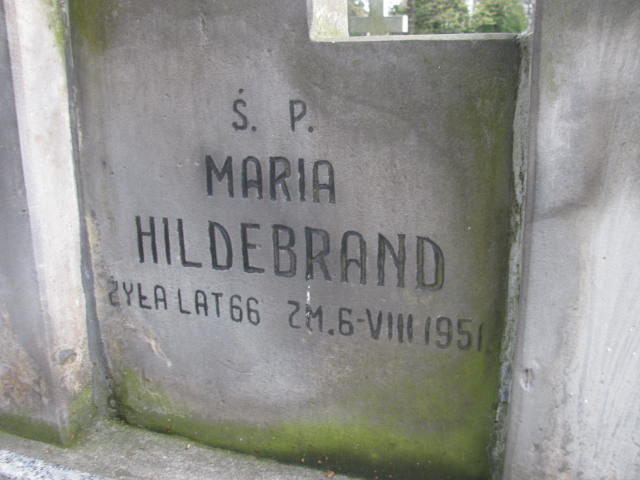 Ś. P.
MARIA
HILDEBRAND
ŻYŁA LAT 66 ZM. 6-VIII 1951.